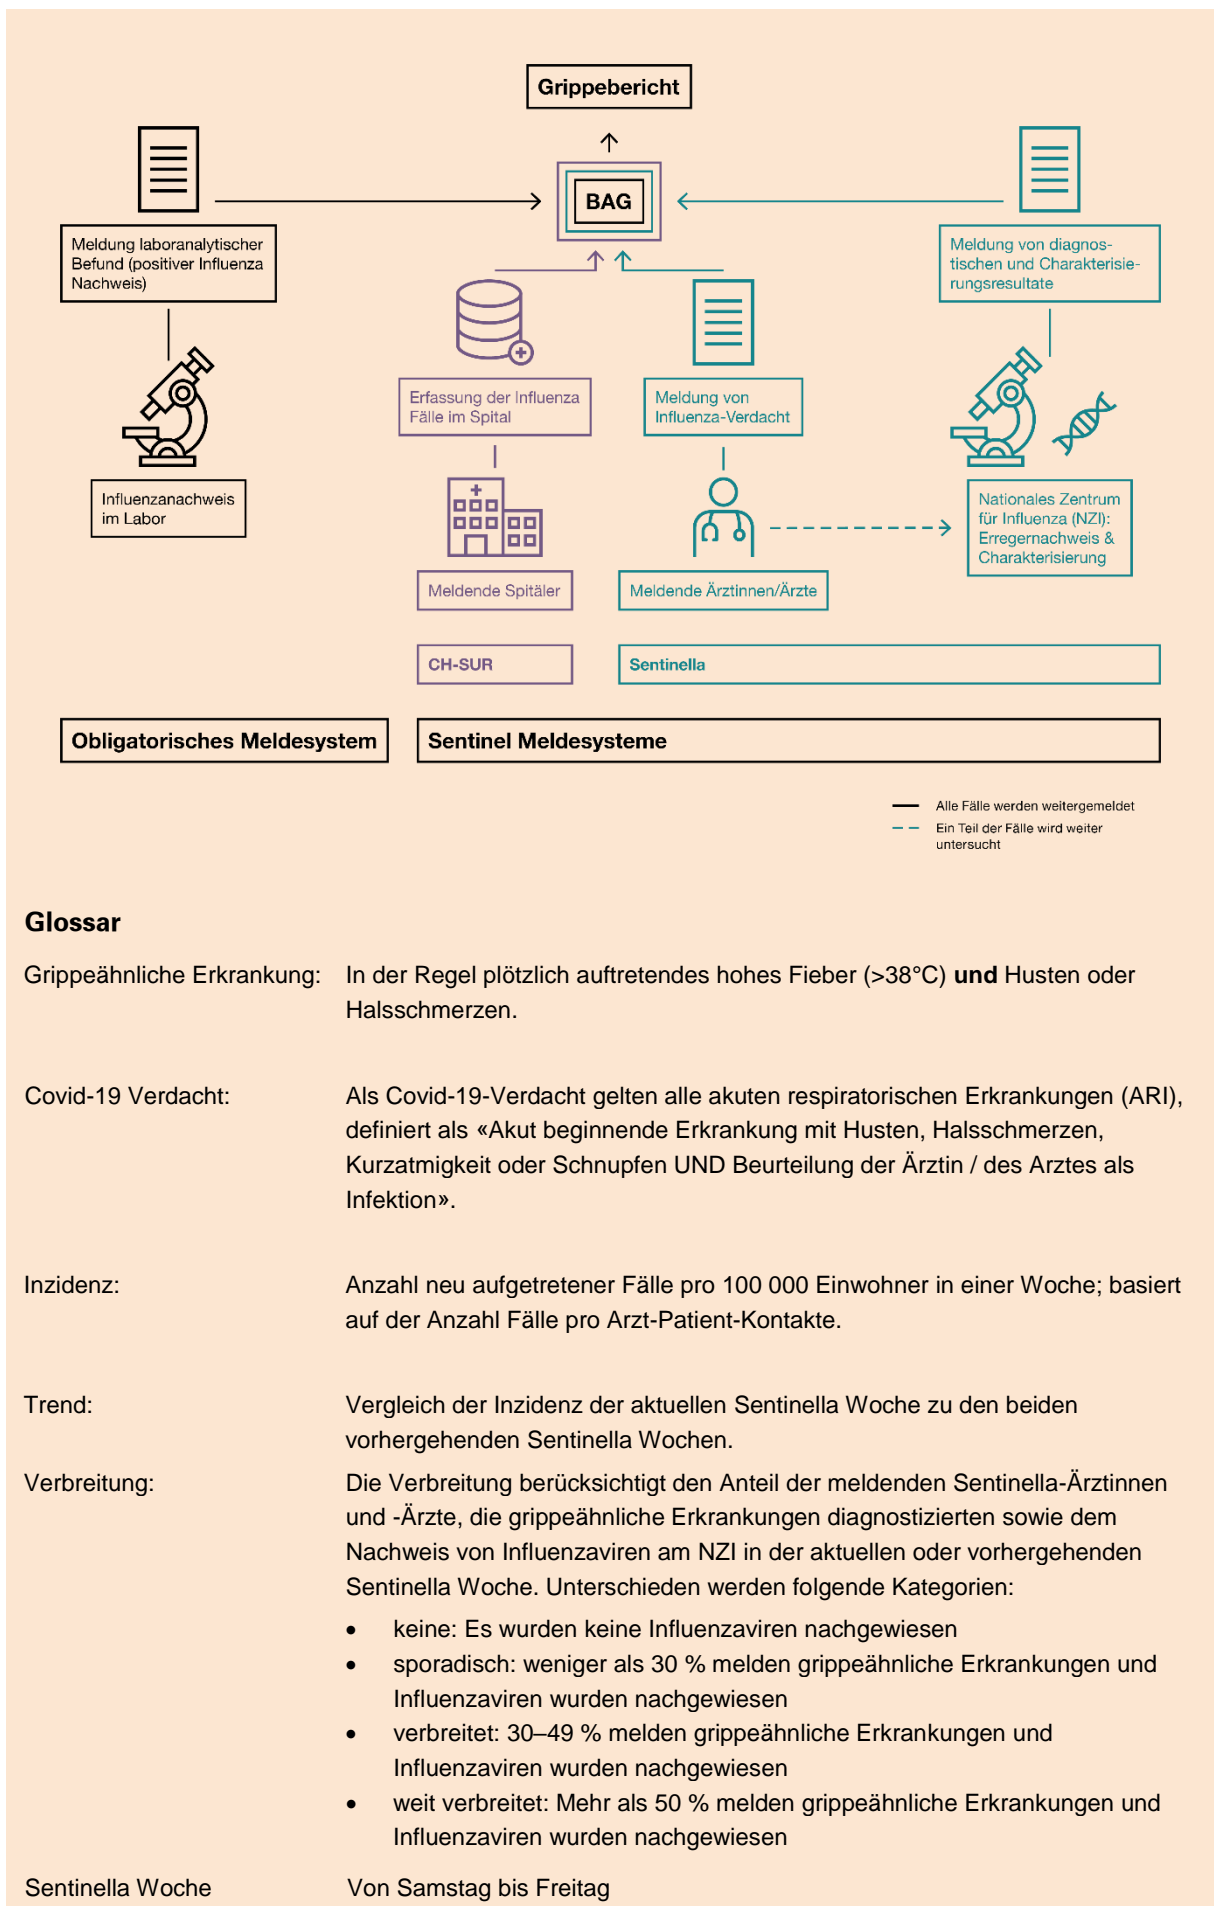 Grippebericht
BAG
Meldung laboranalytischer
Befund (positiver Influenza
Nachweis)
Meldung von diagnos-
tischen und Charakterisie-
rungsresultate
Erfassung der Influenza
Fälle im Spital
Meldung von
Influenza-Verdacht
Influenzanachweis
im Labor
Nationales Zentrum
für Influenza (NZI):
Erregernachweis &
Charakterisierung
Meldende Spitäler
Meldende Ärztinnen/Ärzte
CH-SUR
Sentinella
Obligatorisches Meldesystem
Sentinel Meldesysteme
Alle Fälle werden weitergemeldet
Ein Teil der Fälle wird weiter
untersucht
Glossar
Grippeähnliche Erkrankung: In der Regel plötzlich auftretendes hohes Fieber (>38°C) und Husten oder
Halsschmerzen.
Covid-19 Verdacht: Als Covid-19-Verdacht gelten alle akuten respiratorischen Erkrankungen (ARI),
definiert als «Akut beginnende Erkrankung mit Husten, Halsschmerzen,
Kurzatmigkeit oder Schnupfen UND Beurteilung der Ärztin / des Arztes als
Infektion».
Inzidenz: Anzahl neu aufgetretener Fälle pro 100 000 Einwohner in einer Woche; basiert
auf der Anzahl Fälle pro Arzt-Patient-Kontakte.
Trend: Vergleich der Inzidenz der aktuellen Sentinella Woche zu den beiden
vorhergehenden Sentinella Wochen.
Verbreitung: Die Verbreitung berücksichtigt den Anteil der meldenden Sentinella-Ärztinnen
und -Ärzte, die grippeähnliche Erkrankungen diagnostizierten sowie dem
Nachweis von Influenzaviren am NZI in der aktuellen oder vorhergehenden
Sentinella Woche. Unterschieden werden folgende Kategorien:
• keine: Es wurden keine Influenzaviren nachgewiesen
• sporadisch: weniger als 30 % melden grippeähnliche Erkrankungen und
Influenzaviren wurden nachgewiesen
• verbreitet: 30–49 % melden grippeähnliche Erkrankungen und
Influenzaviren wurden nachgewiesen
• weit verbreitet: Mehr als 50 % melden grippeähnliche Erkrankungen und
Influenzaviren wurden nachgewiesen
Sentinella Woche Von Samstag bis Freitag